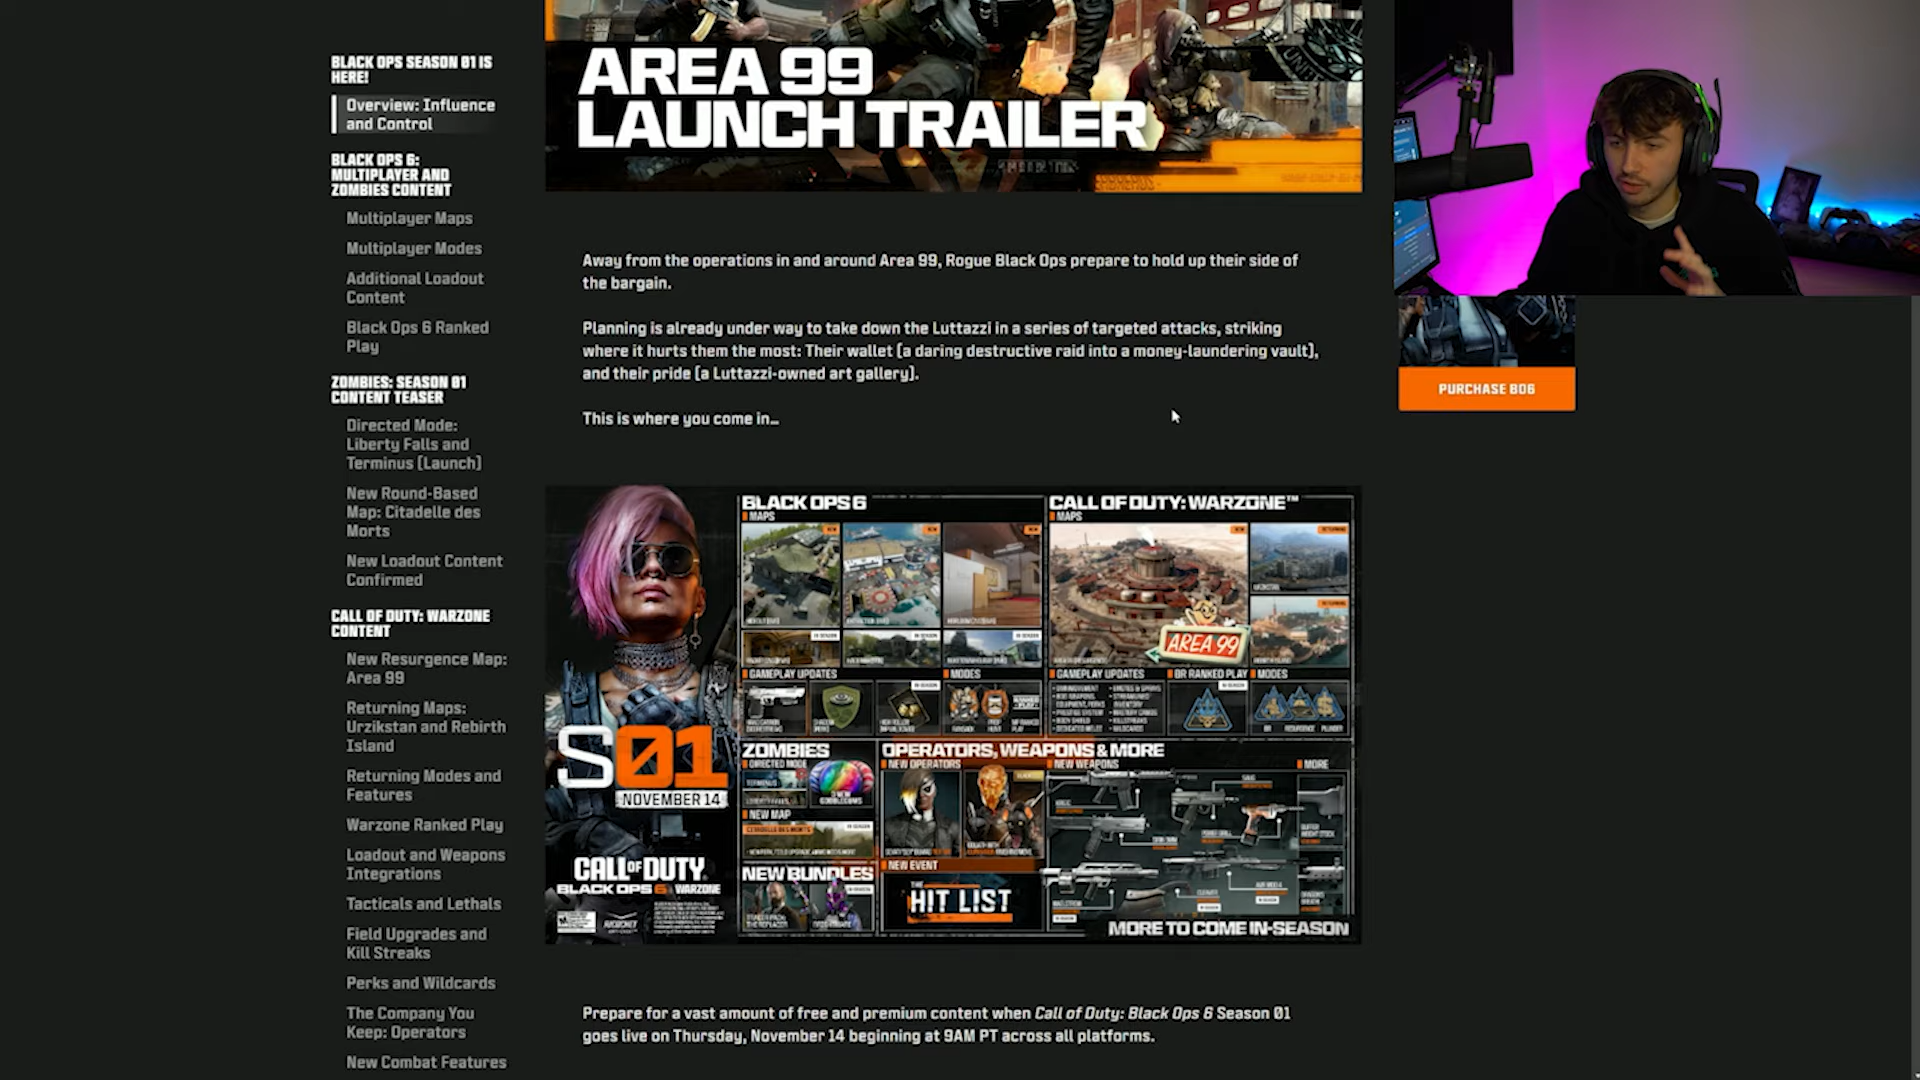 BLACK OPS SEASON 01 IS
HERE!
Overview: Influence
and Control
BLACK OPS 6:
MULTIPLAYER AND
ZOMBIES CONTENT
Multiplayer Maps
Multiplayer Modes
Additional Loadout
Content
Black Ops 6 Ranked
Play
ZOMBIES: SEASON 01
CONTENT TEASER
Directed Mode:
Liberty Falls and
Terminus (Launch)
New Round-Based
Map: Citadelle des
Morts
New Loadout Content
Confirmed
CALL OF DUTY: WARZONE
CONTENT
New Resurgence Map:
Area 99
Returning Maps:
Urzikstan and Rebirth
Island
Returning Modes and
Features
Warzone Ranked Play
Loadout and Weapons
Integrations
Tacticals and Lethals
Field Upgrades and
Kill Streaks
Perks and Wildcards
The Company You
Keep: Operators
New Combat Features
AREA 99
LAUNCH TRAILER
Away from the operations in and around Area 99, Rogue Black Ops prepare to hold up their side of
the bargain.
Planning is already under way to take down the Luttazzi in a series of targeted attacks, striking
where it hurts them the most: Their wallet (a daring destructive raid into a money-laundering vault),
and their pride (a Luttazzi-owned art gallery).
This is where you come in…
S01
NOVEMBER 14
CALL OF DUTY
BLACK OPS 6 WARZONE
BLACK OPS 6
MAPS
GAMEPLAY UPDATES
MODES
CALL OF DUTY: WARZONE™
MAPS
AREA 99
GAMEPLAY UPDATES
BR RANKED PLAY
MODES
ZOMBIES
DIRECTED MODE
NEW MAP
CITADELLE DES MORTS
NEW BUNDLES
OPERATORS, WEAPONS & MORE
NEW OPERATORS
NEW EVENT
THE
HIT LIST
NEW WEAPONS
MORE
MORE TO COME IN-SEASON
Prepare for a vast amount of free and premium content when Call of Duty: Black Ops 6 Season 01
goes live on Thursday, November 14 beginning at 9AM PT across all platforms.
PURCHASE BO6